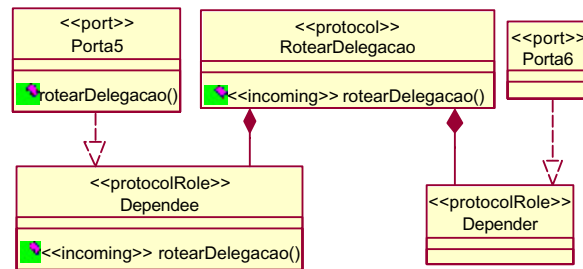 <<port>>
Porta5
rotearDelegacao()
<<protocol>>
RotearDelegacao
<<incoming>> rotearDelegacao()
<<port>>
Porta6
<<protocolRole>>
Dependee
<<incoming>> rotearDelegacao()
<<protocolRole>>
Depender